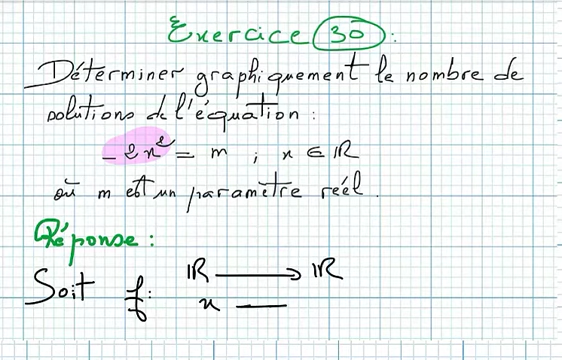 Exercice 30 :
Déterminer graphiquement le nombre de
solutions de l'équation :
-2x² = m ; x ∈ ℝ
où m est un paramètre réel.
Réponse :
Soit f : ℝ ⟶ ℝ
x —